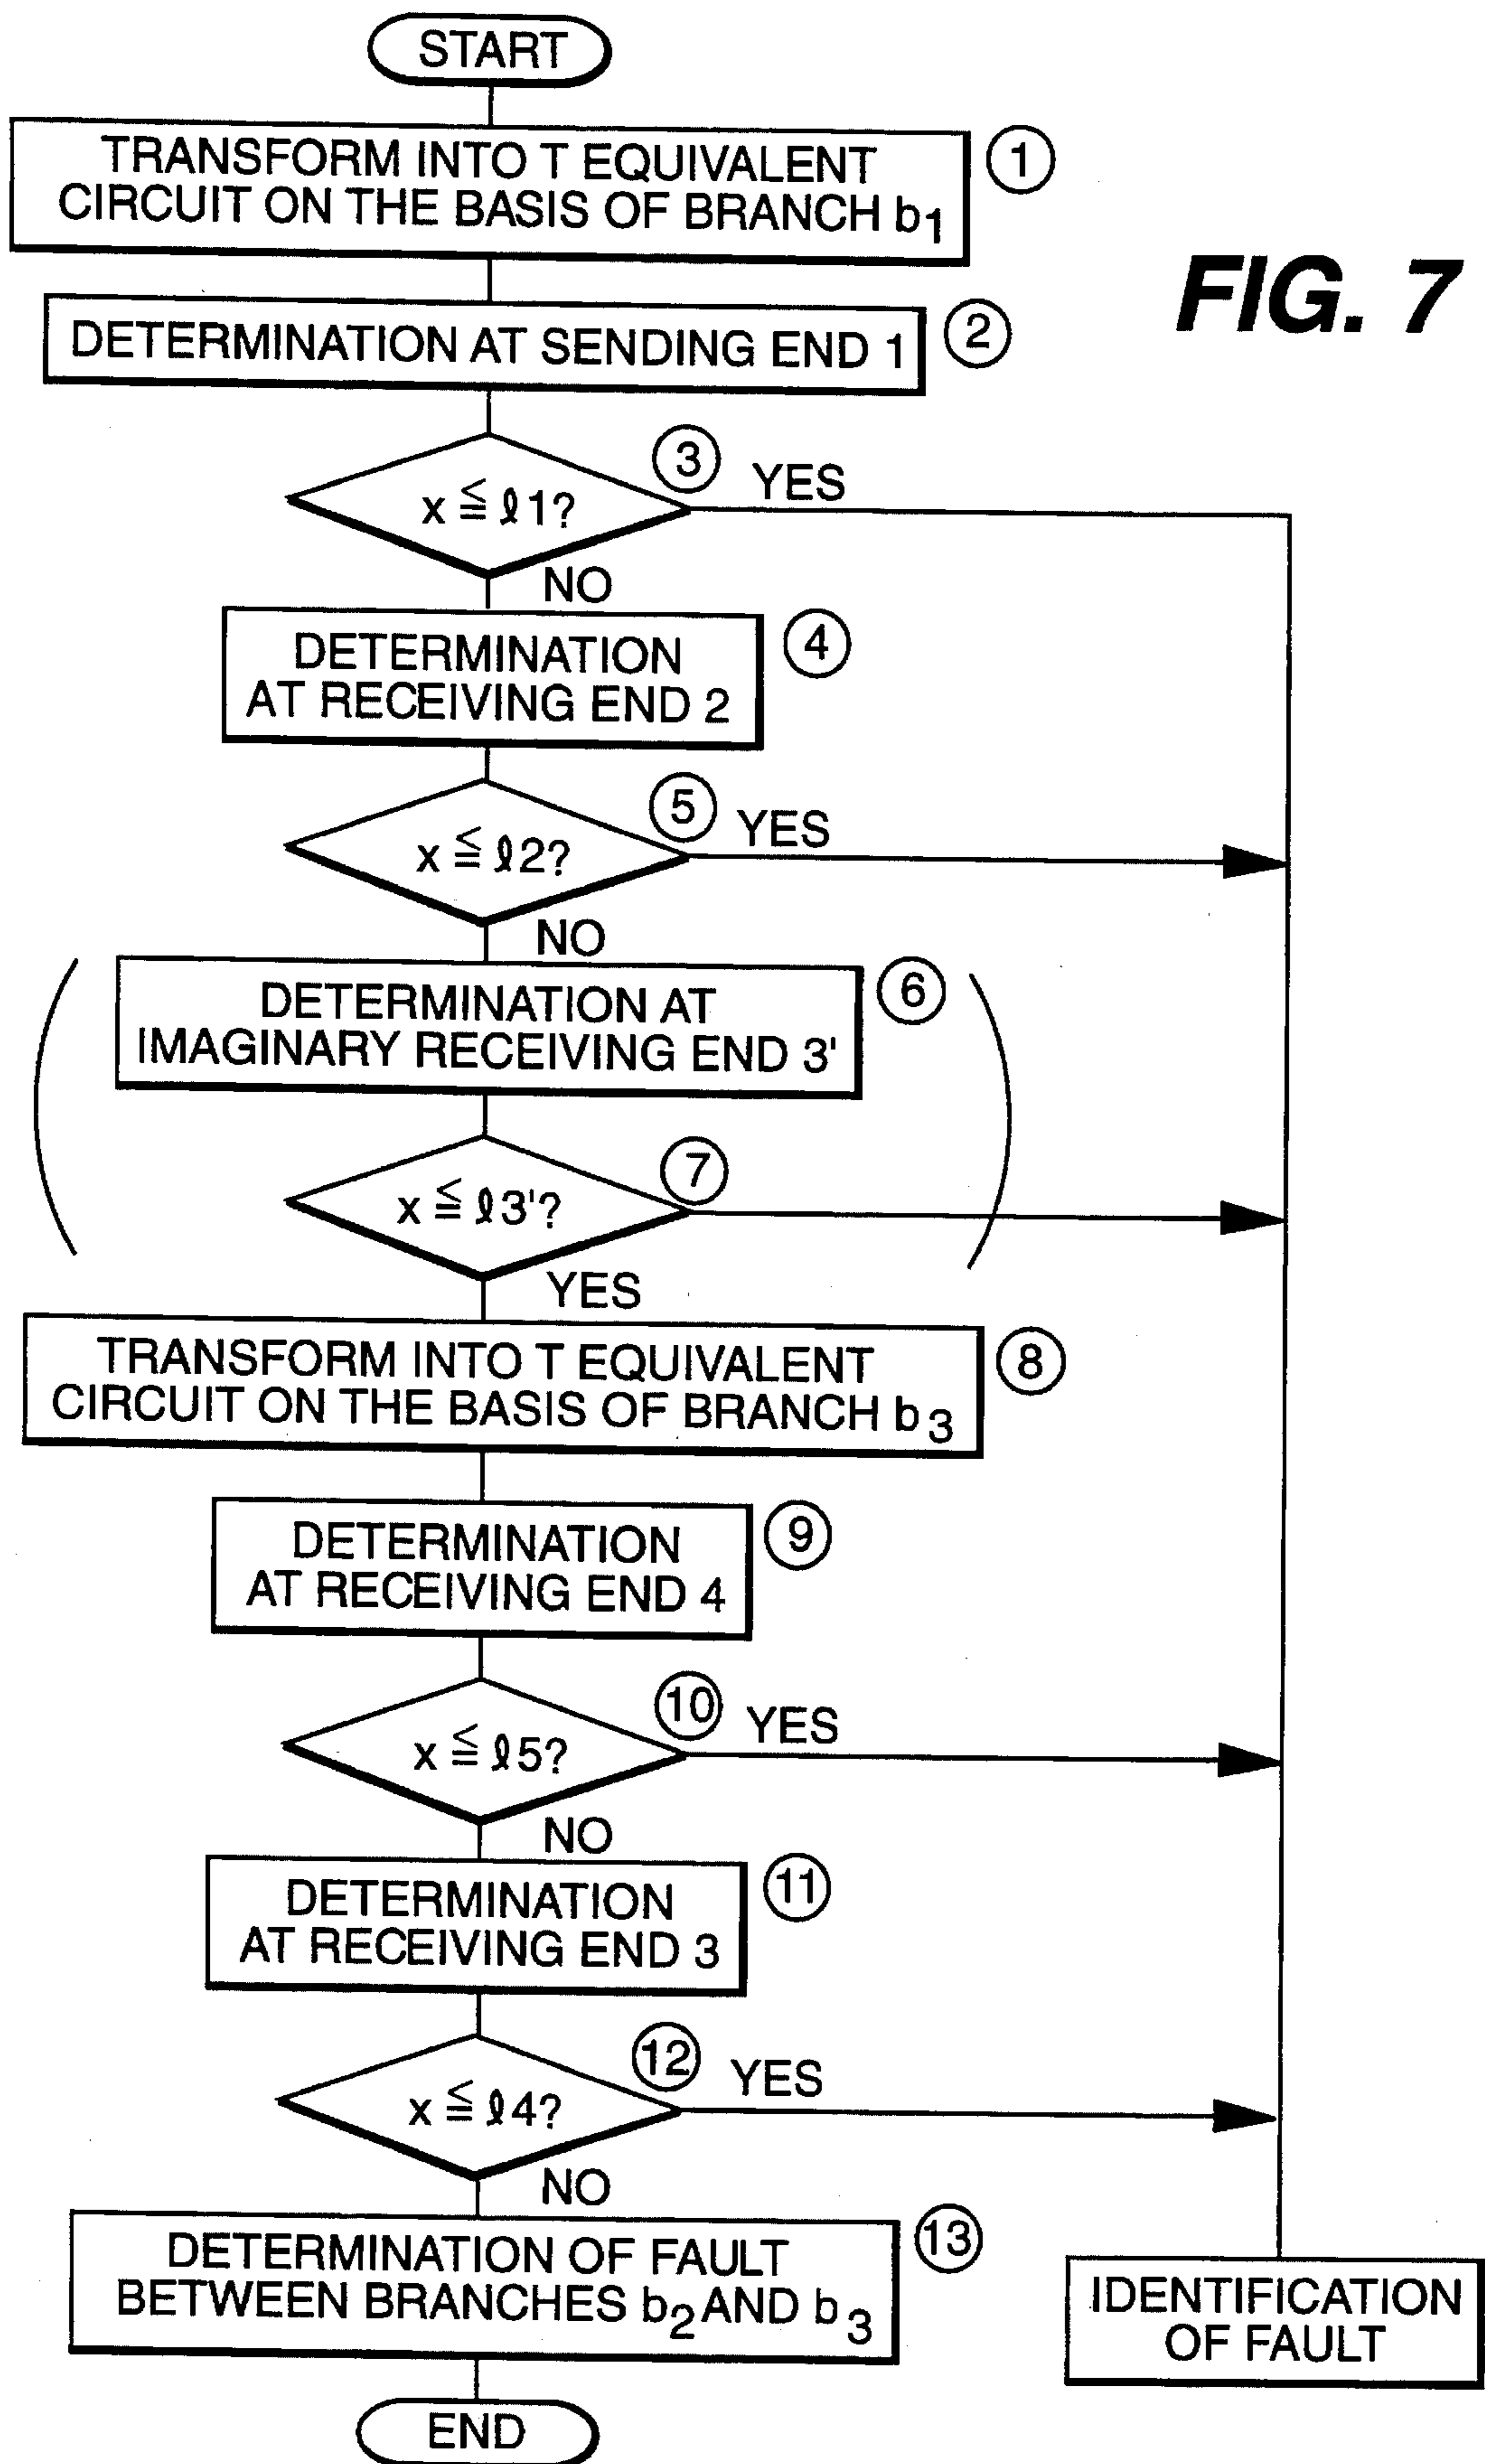 START
TRANSFORM INTO T EQUIVALENT
CIRCUIT ON THE BASIS OF BRANCH b1
1
FIG. 7
DETERMINATION AT SENDING END 1
2
x ≦ ℓ1?
3
YES
NO
DETERMINATION
AT RECEIVING END 2
4
x ≦ ℓ2?
5
YES
NO
DETERMINATION AT
IMAGINARY RECEIVING END 3'
6
x ≦ ℓ3'?
7
YES
TRANSFORM INTO T EQUIVALENT
CIRCUIT ON THE BASIS OF BRANCH b3
8
DETERMINATION
AT RECEIVING END 4
9
x ≦ ℓ5?
10
YES
NO
DETERMINATION
AT RECEIVING END 3
11
x ≦ ℓ4?
12
YES
NO
DETERMINATION OF FAULT
BETWEEN BRANCHES b2 AND b3
13
IDENTIFICATION
OF FAULT
END